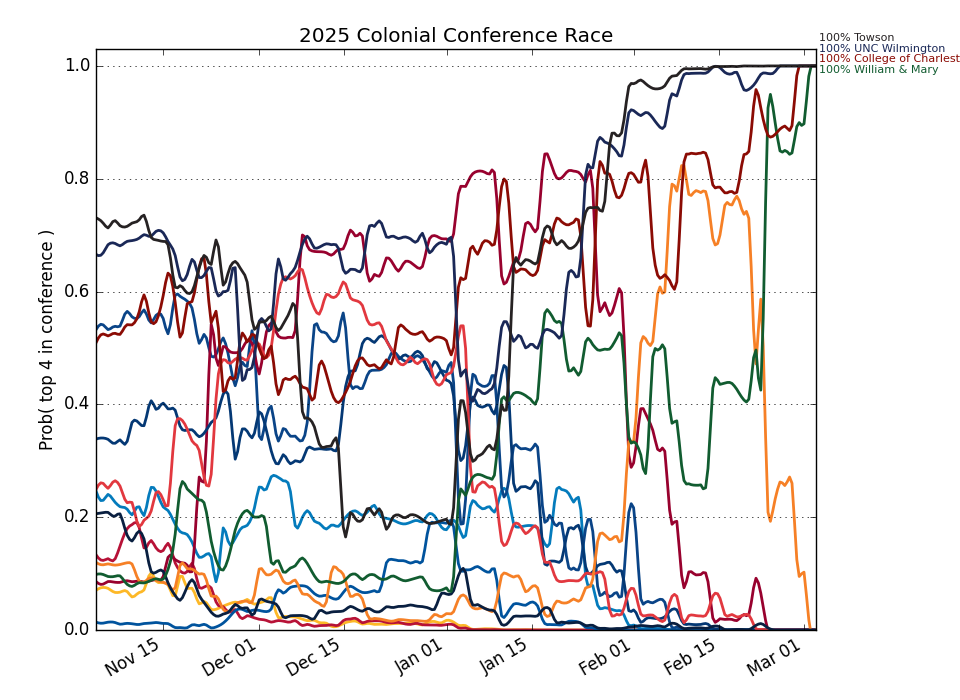 2025 Colonial Conference Race
100% Towson
100% UNC Wilmington
100% College of Charlest
100% William & Mary
Prob( top 4 in conference )
1.0
0.8
0.6
0.4
0.2
0.0
Nov 15
Dec 01
Dec 15
Jan 01
Jan 15
Feb 01
Feb 15
Mar 01